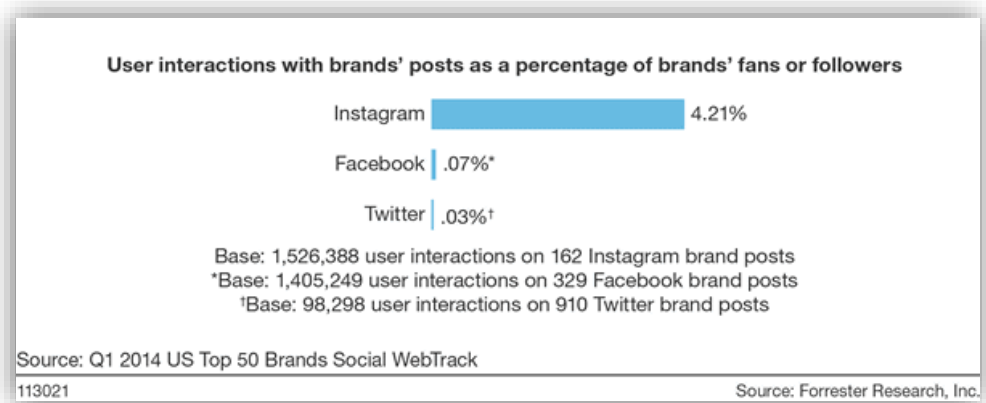 User interactions with brands’ posts as a percentage of brands’ fans or followers
Instagram 4.21%
Facebook .07%*
Twitter .03%†
Base: 1,526,388 user interactions on 162 Instagram brand posts
*Base: 1,405,249 user interactions on 329 Facebook brand posts
†Base: 98,298 user interactions on 910 Twitter brand posts
Source: Q1 2014 US Top 50 Brands Social WebTrack
113021 Source: Forrester Research, Inc.